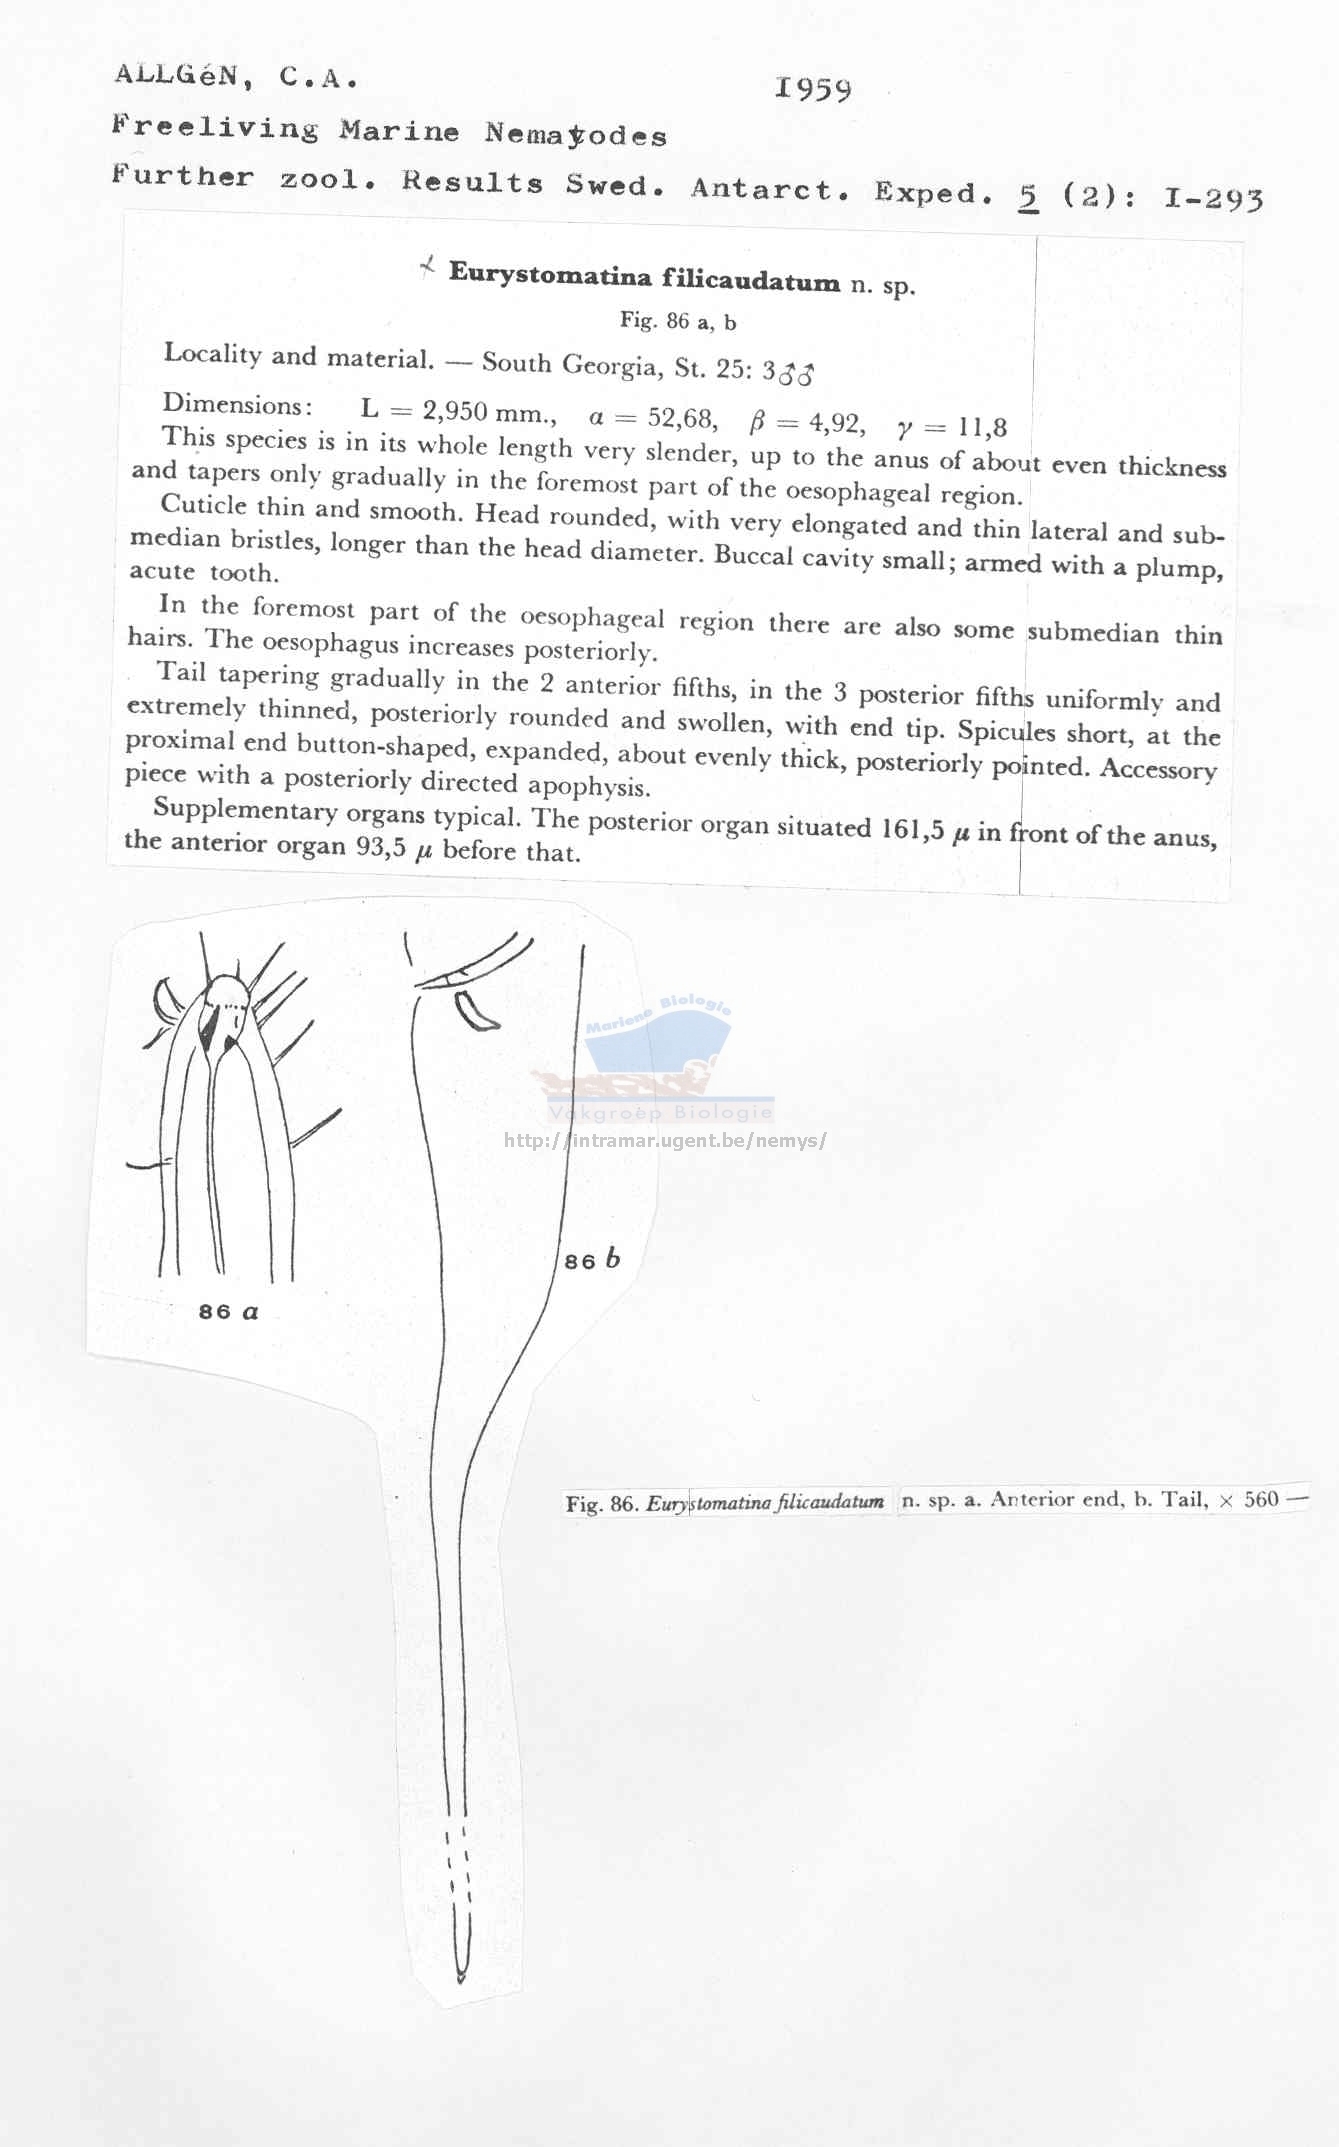 ALLGéN, C.A.
1959
Freeliving Marine Nematodes
Further zool. Results Swed. Antarct. Exped. 5 (2): I-293
Eurystomatina filicaudatum n. sp.
Fig. 86 a, b
Locality and material. — South Georgia, St. 25: 3♂♂
Dimensions: L = 2,950 mm., α = 52,68, β = 4,92, γ = 11,8
This species is in its whole length very slender, up to the anus of about even thickness
and tapers only gradually in the foremost part of the oesophageal region.
Cuticle thin and smooth. Head rounded, with very elongated and thin lateral and sub-
median bristles, longer than the head diameter. Buccal cavity small; armed with a plump,
acute tooth.
In the foremost part of the oesophageal region there are also some submedian thin
hairs. The oesophagus increases posteriorly.
Tail tapering gradually in the 2 anterior fifths, in the 3 posterior fifths uniformly and
extremely thinned, posteriorly rounded and swollen, with end tip. Spicules short, at the
proximal end button-shaped, expanded, about evenly thick, posteriorly pointed. Accessory
piece with a posteriorly directed apophysis.
Supplementary organs typical. The posterior organ situated 161,5 μ in front of the anus,
the anterior organ 93,5 μ before that.
Mariene Biologie
Vakgroep Biologie
http://intramar.ugent.be/nemys/
86 b
86 a
Fig. 86. Eurystomatina filicaudatum n. sp. a. Anterior end, b. Tail, × 560 —